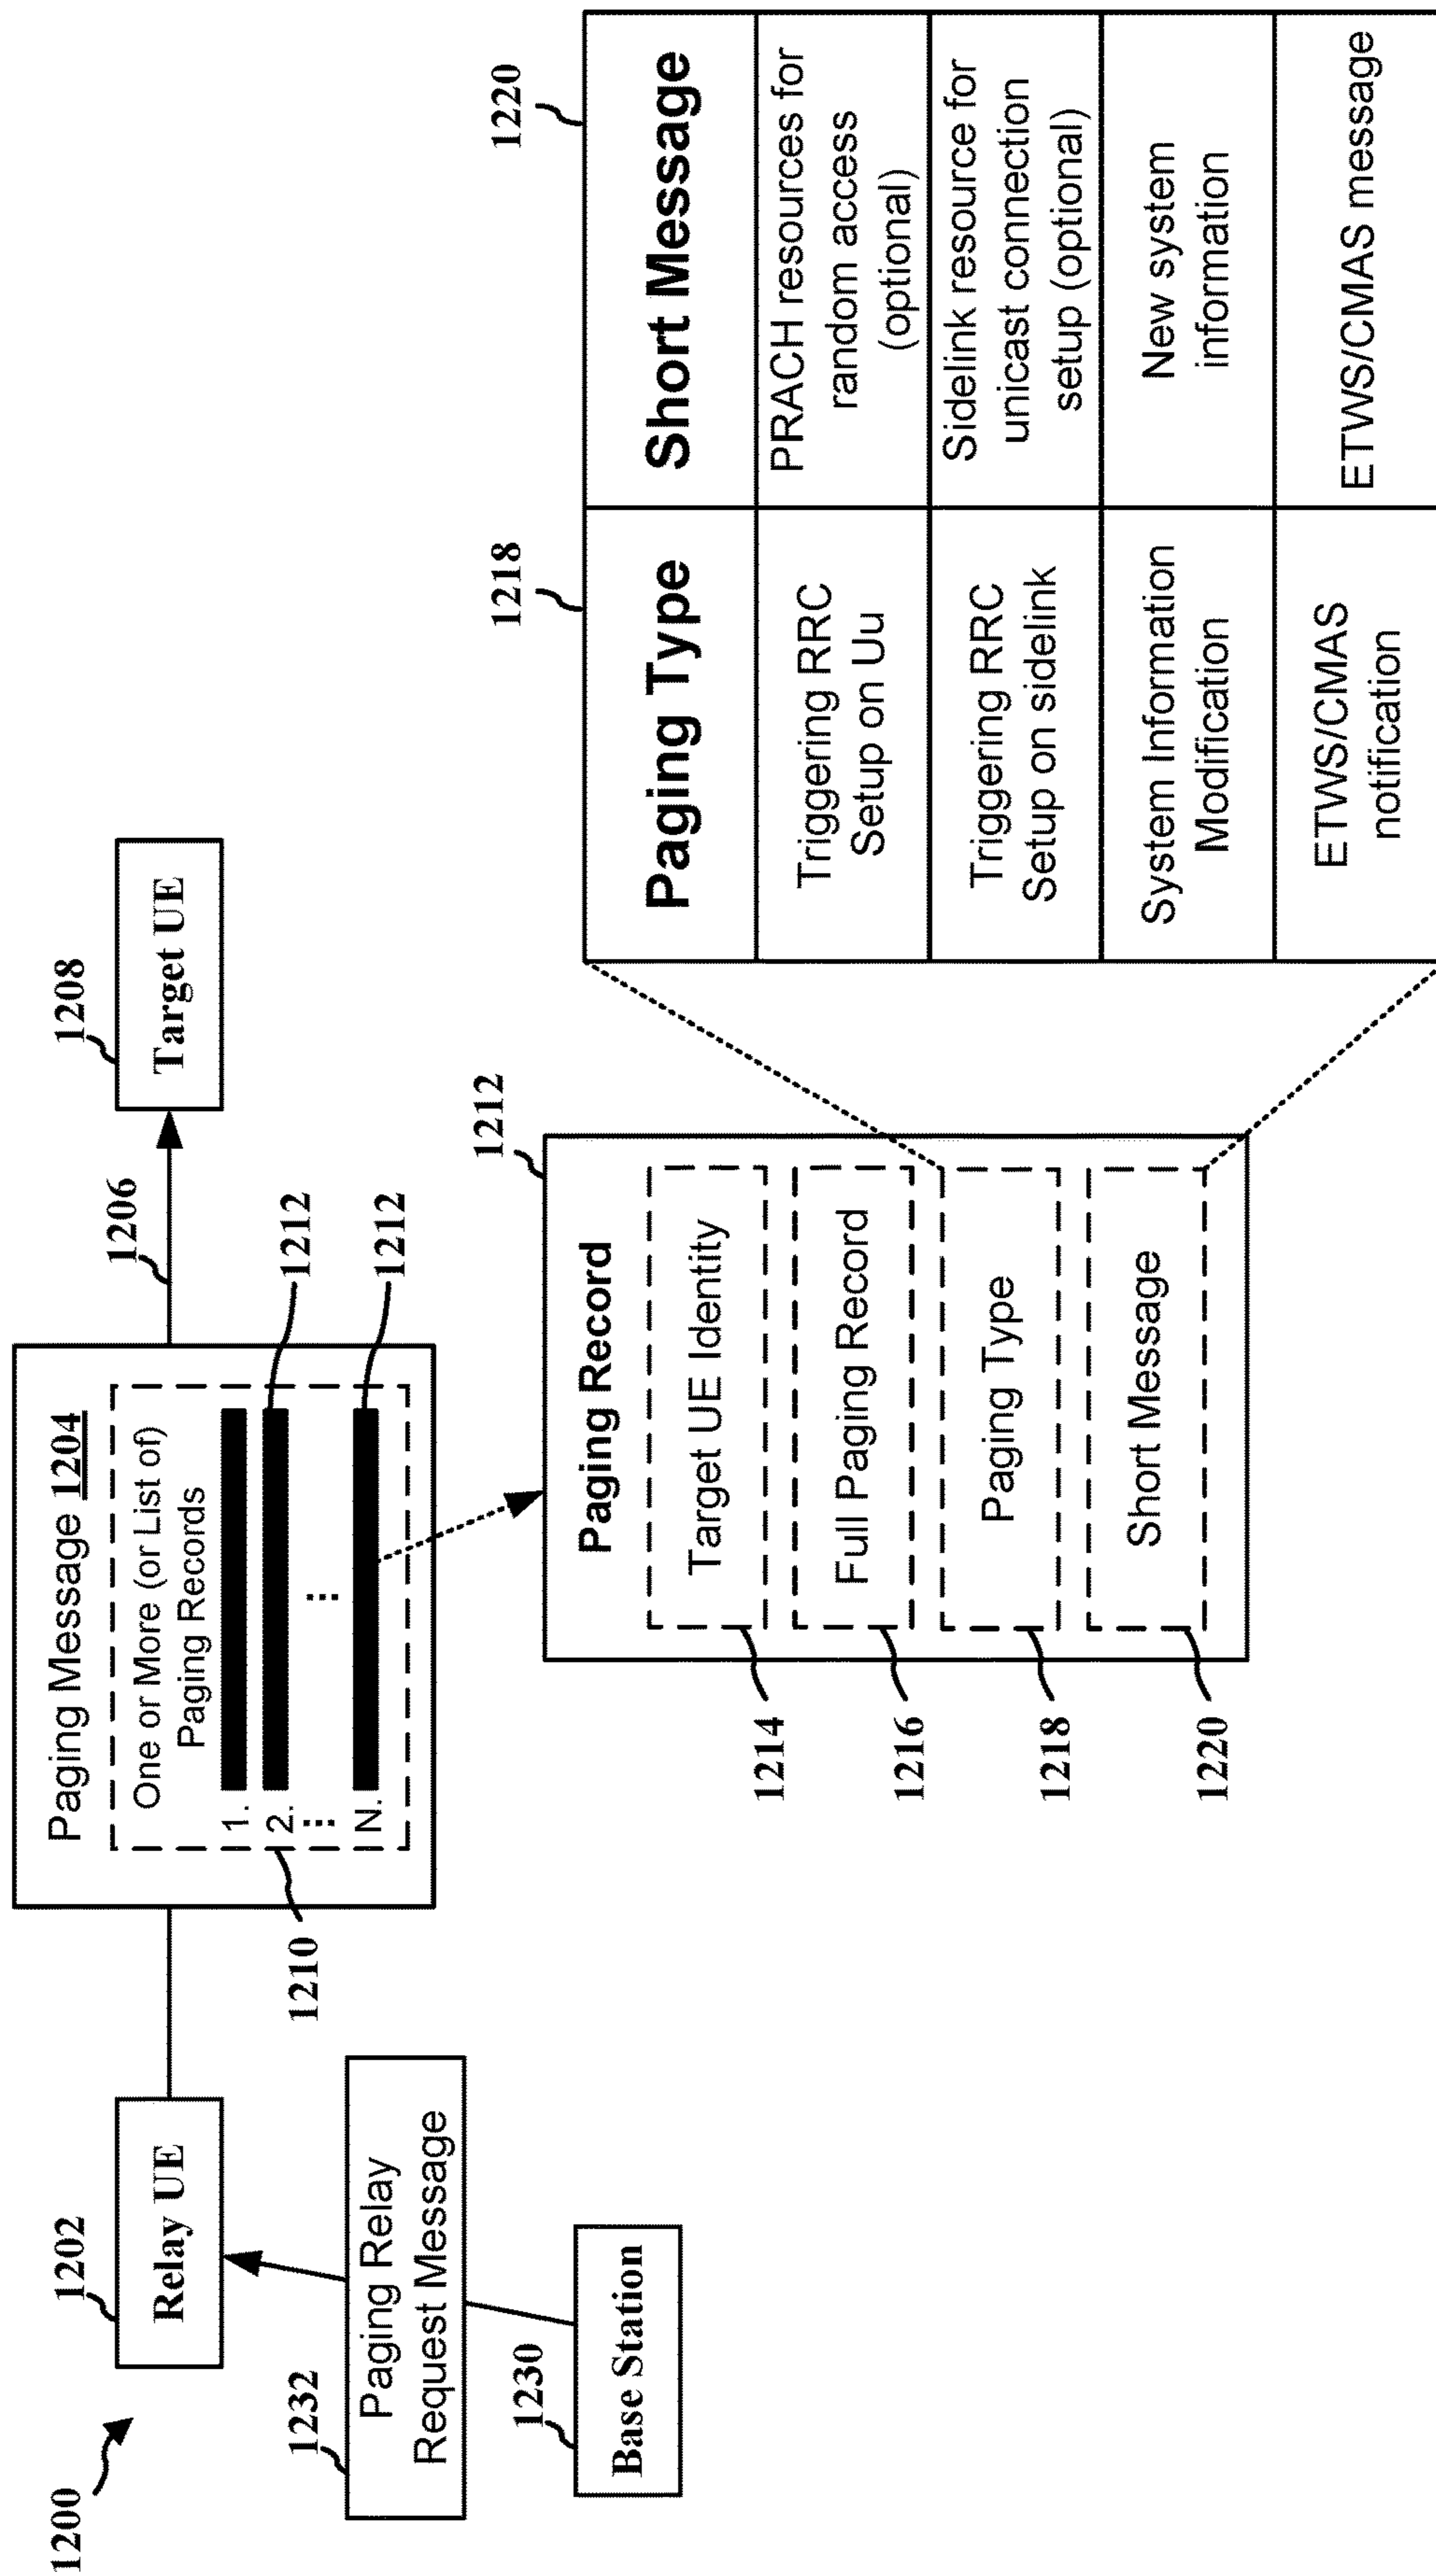 1200
1202
Relay UE
1232
Paging Relay
Request Message
1230
Base Station
Paging Message 1204
One or More (or List of)
Paging Records
1.
2.
⋮
N.
⋮
1210
1212
1212
1206
1208
Target UE
1212
Paging Record
Target UE Identity
Full Paging Record
Paging Type
Short Message
1214
1216
1218
1220
1218
1220
Paging Type
Short Message
Triggering RRC
Setup on Uu
PRACH resources for
random access
(optional)
Triggering RRC
Setup on sidelink
Sidelink resource for
unicast connection
setup (optional)
System Information
Modification
New system
information
ETWS/CMAS
notification
ETWS/CMAS message